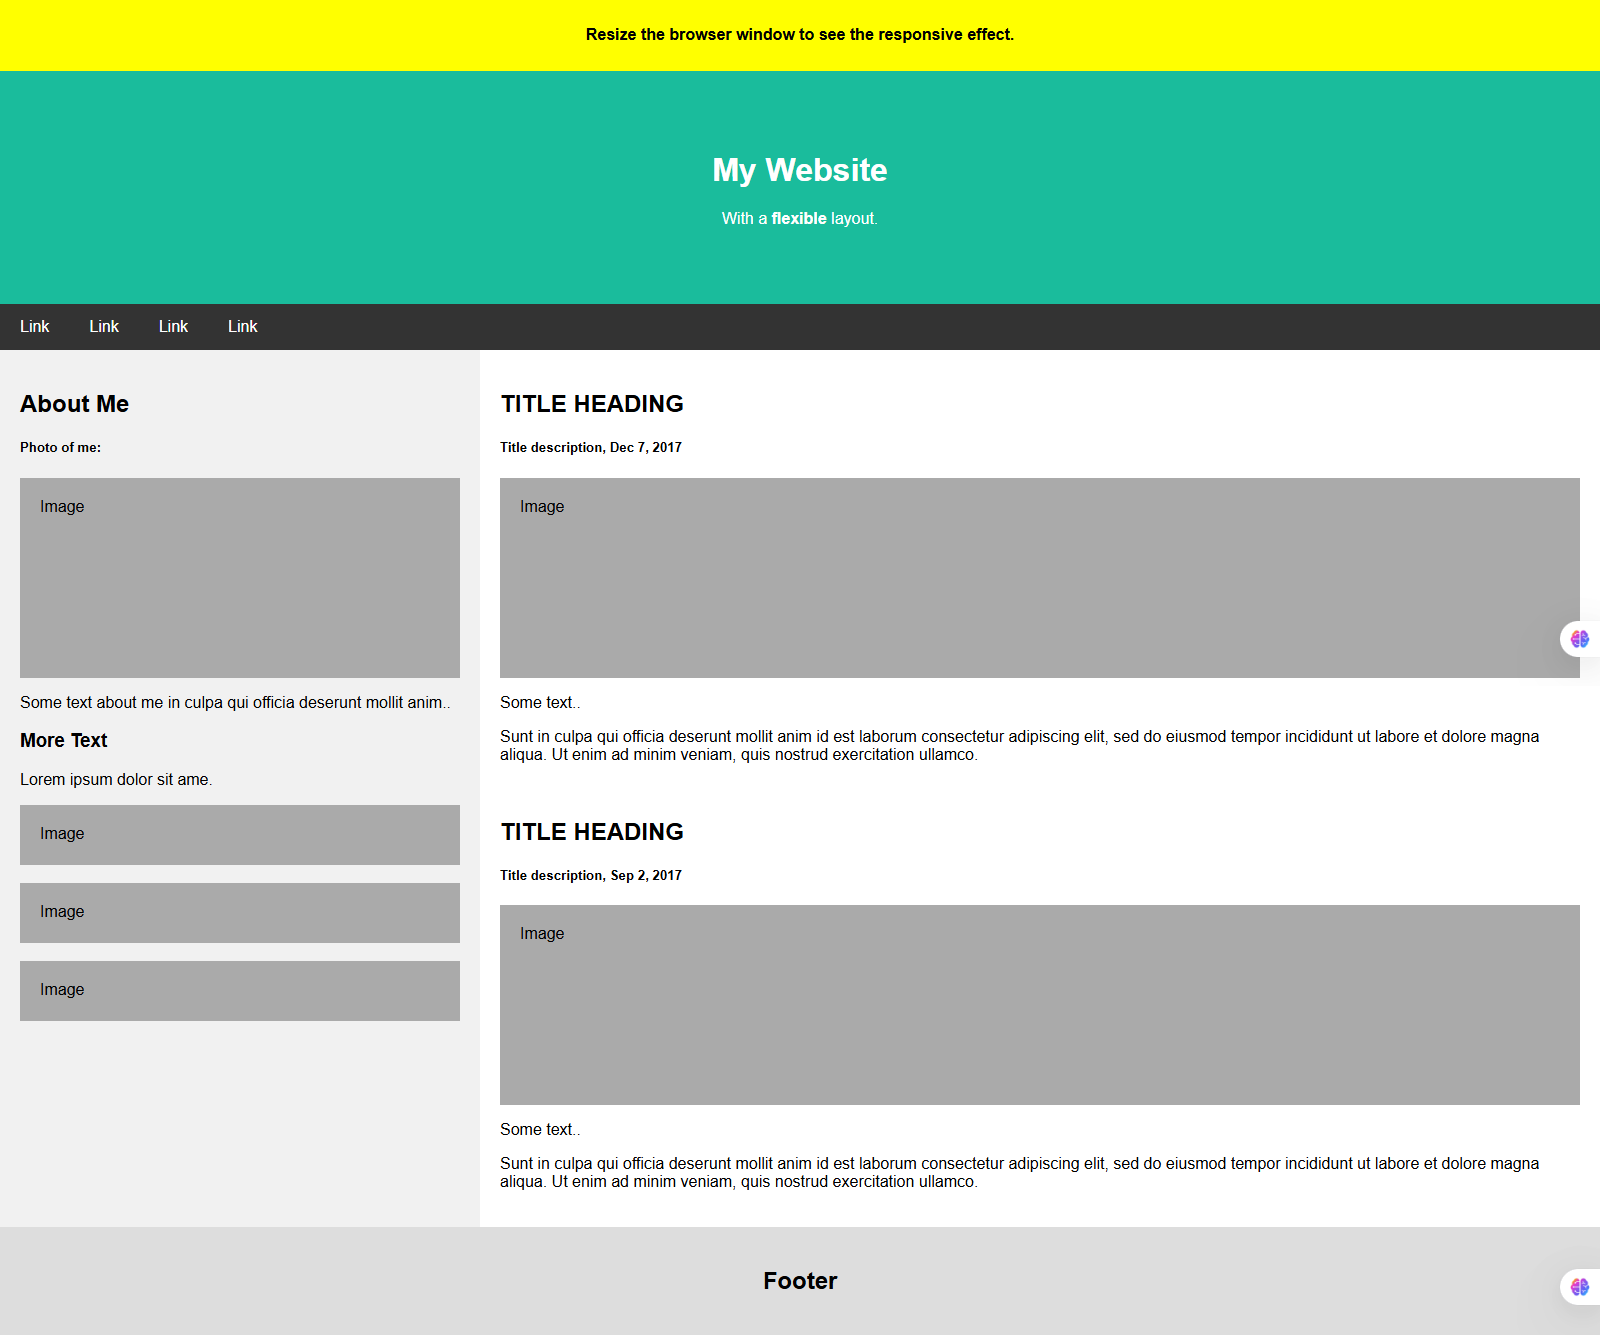 Resize the browser window to see the responsive effect.
My Website
With a flexible layout.
Link Link Link Link
About Me
Photo of me:
Image
Some text about me in culpa qui officia deserunt mollit anim..
More Text
Lorem ipsum dolor sit ame.
Image
Image
Image
TITLE HEADING
Title description, Dec 7, 2017
Image
Some text..
Sunt in culpa qui officia deserunt mollit anim id est laborum consectetur adipiscing elit, sed do eiusmod tempor incididunt ut labore et dolore magna
aliqua. Ut enim ad minim veniam, quis nostrud exercitation ullamco.
TITLE HEADING
Title description, Sep 2, 2017
Image
Some text..
Sunt in culpa qui officia deserunt mollit anim id est laborum consectetur adipiscing elit, sed do eiusmod tempor incididunt ut labore et dolore magna
aliqua. Ut enim ad minim veniam, quis nostrud exercitation ullamco.
Footer